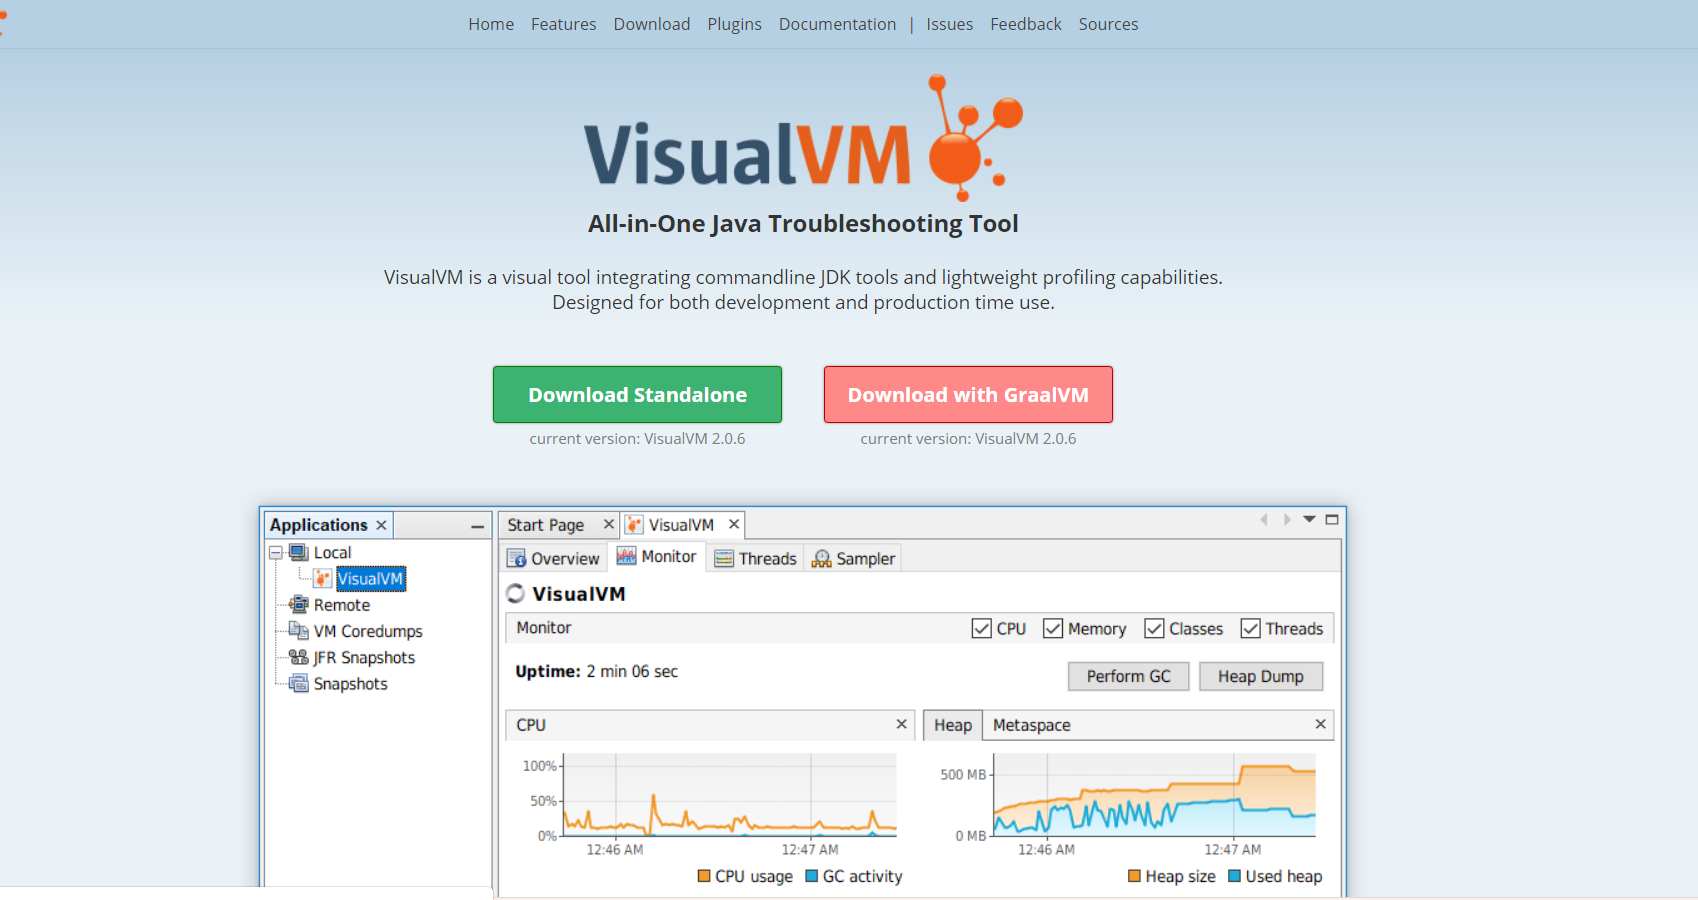 Home Features Download Plugins Documentation | Issues Feedback Sources
VisualVM
All-in-One Java Troubleshooting Tool
VisualVM is a visual tool integrating commandline JDK tools and lightweight profiling capabilities.
Designed for both development and production time use.
Download Standalone
Download with GraalVM
current version: VisualVM 2.0.6
current version: VisualVM 2.0.6
Applications
Local
VisualVM
Remote
VM Coredumps
JFR Snapshots
Snapshots
Start Page
VisualVM
Overview Monitor Threads Sampler
VisualVM
Monitor
CPU Memory Classes Threads
Uptime: 2 min 06 sec
Perform GC Heap Dump
CPU
100%
50%
0%
12:46 AM 12:47 AM
CPU usage GC activity
Heap Metaspace
500 MB
0 MB
12:46 AM 12:47 AM
Heap size Used heap